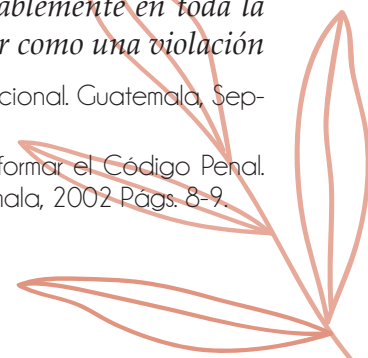 ablemente en toda la
r como una violación
cional. Guatemala, Sep-
formar el Código Penal.
nala, 2002 Págs. 8-9.